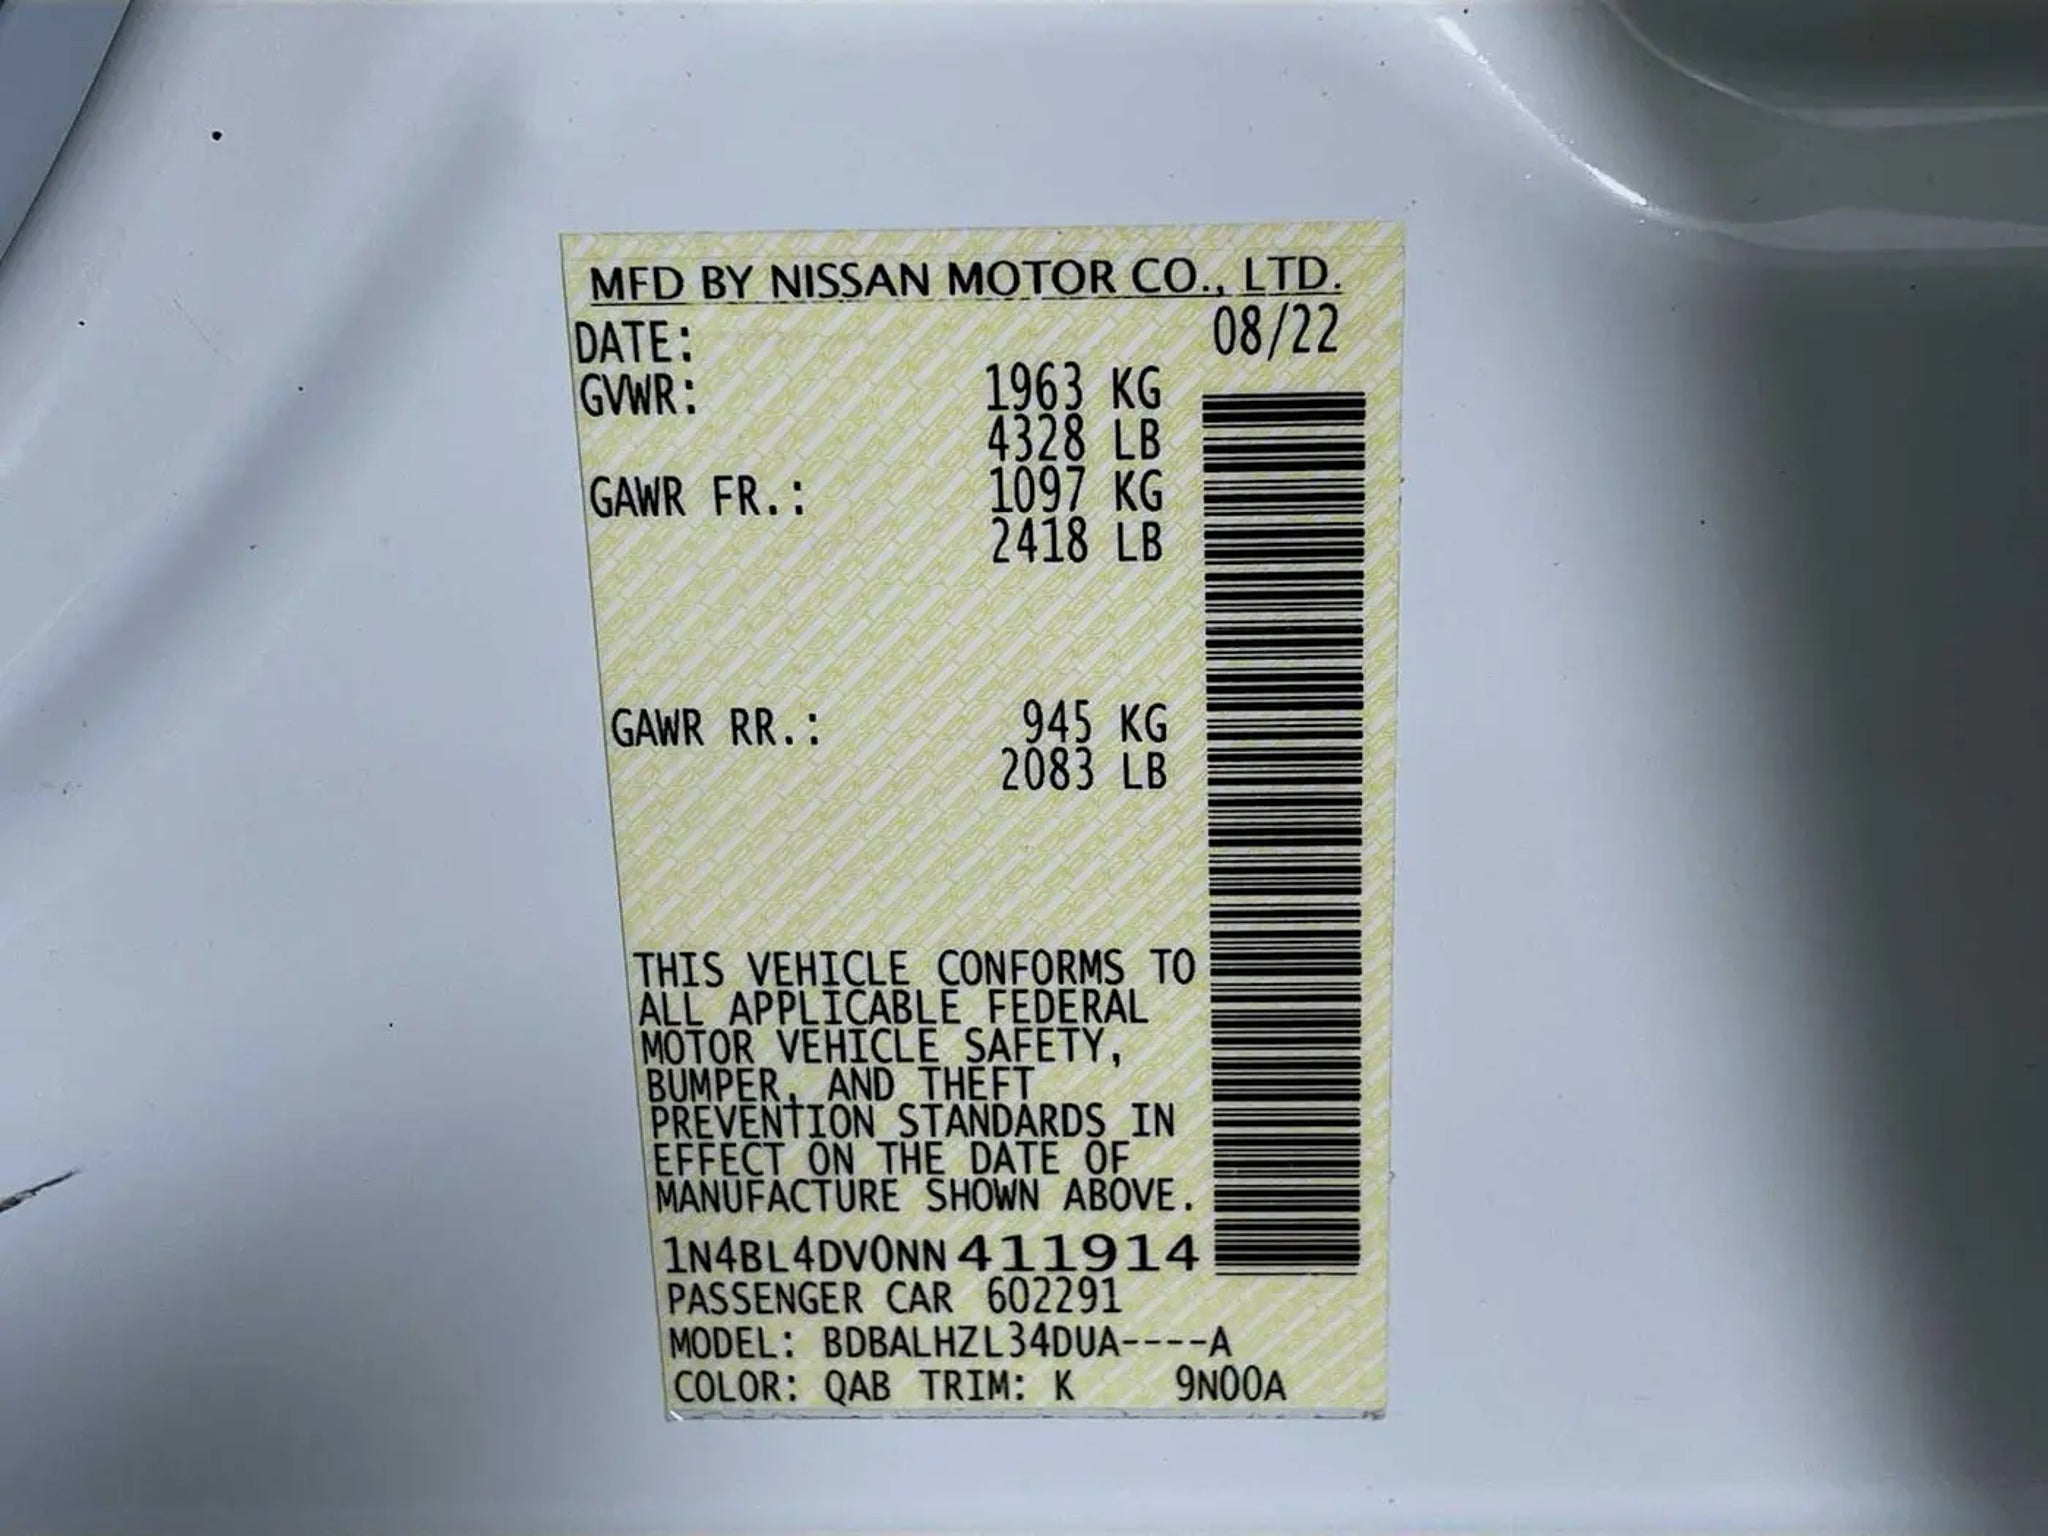 MFD BY NISSAN MOTOR CO., LTD.
DATE: 08/22
GVWR: 1963 KG
4328 LB
GAWR FR.: 1097 KG
2418 LB
GAWR RR.: 945 KG
2083 LB
THIS VEHICLE CONFORMS TO
ALL APPLICABLE FEDERAL
MOTOR VEHICLE SAFETY,
BUMPER, AND THEFT
PREVENTION STANDARDS IN
EFFECT ON THE DATE OF
MANUFACTURE SHOWN ABOVE.
1N4BL4DV0NN411914
PASSENGER CAR 602291
MODEL: BDBALHZL34DUA----A
COLOR: QAB TRIM: K 9N00A